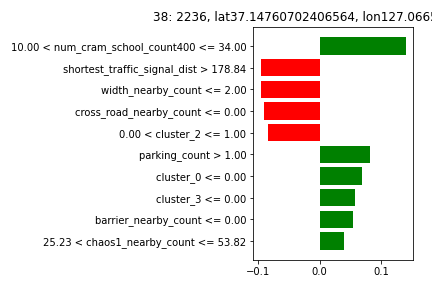 38: 2236, lat37.14760702406564, lon127.0665
10.00 < num_cram_school_count400 <= 34.00
shortest_traffic_signal_dist > 178.84
width_nearby_count <= 2.00
cross_road_nearby_count <= 0.00
0.00 < cluster_2 <= 1.00
parking_count > 1.00
cluster_0 <= 0.00
cluster_3 <= 0.00
barrier_nearby_count <= 0.00
25.23 < chaos1_nearby_count <= 53.82
-0.1 0.0 0.1